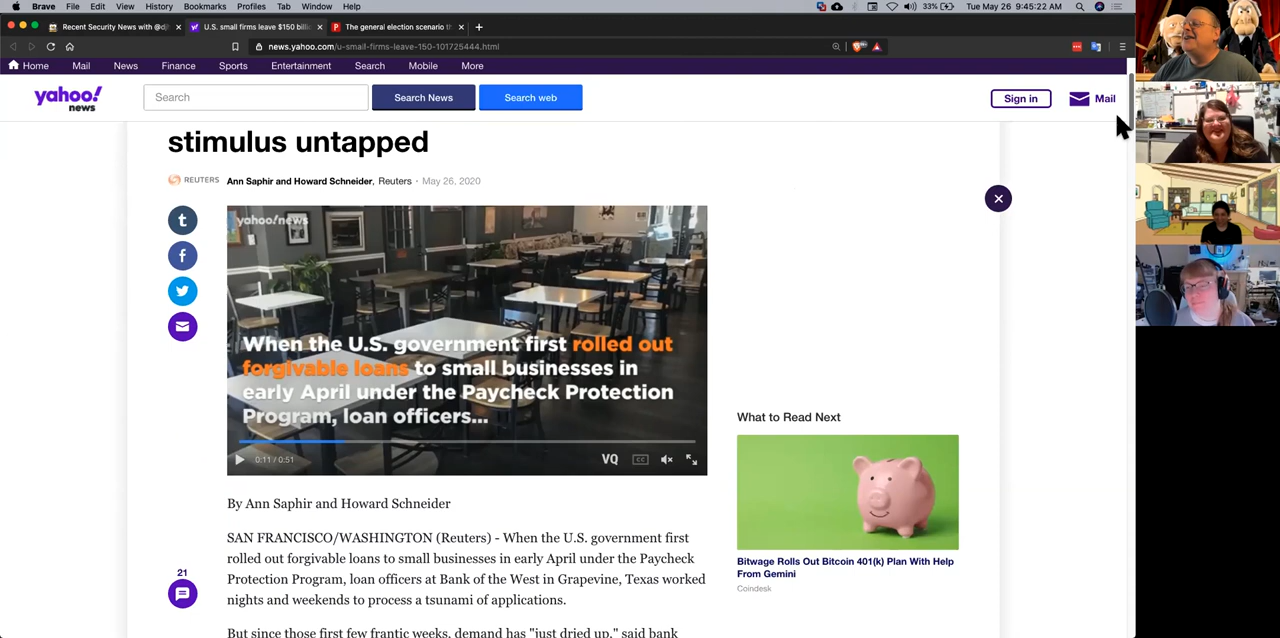 Brave File Edit View History Bookmarks Profiles Tab Window Help
33% Tue May 26 9:45:22 AM
Recent Security News with @dj
U.S. small firms leave $150 billi
The general election scenario th
news.yahoo.com/u-small-firms-leave-150-101725444.html
Home Mail News Finance Sports Entertainment Search Mobile More
yahoo!
news
Search
Search News
Search web
Sign in
Mail
stimulus untapped
REUTERS
Ann Saphir and Howard Schneider, Reuters · May 26, 2020
yahoo!news
When the U.S. government first rolled out
forgivable loans to small businesses in
early April under the Paycheck Protection
Program, loan officers...
0:11 / 0:51
VQ
CC
What to Read Next
Bitwage Rolls Out Bitcoin 401(k) Plan With Help
From Gemini
Coindesk
By Ann Saphir and Howard Schneider
SAN FRANCISCO/WASHINGTON (Reuters) - When the U.S. government first
rolled out forgivable loans to small businesses in early April under the Paycheck
Protection Program, loan officers at Bank of the West in Grapevine, Texas worked
nights and weekends to process a tsunami of applications.
21
But since those first few frantic weeks, demand has "just dried up," said bank